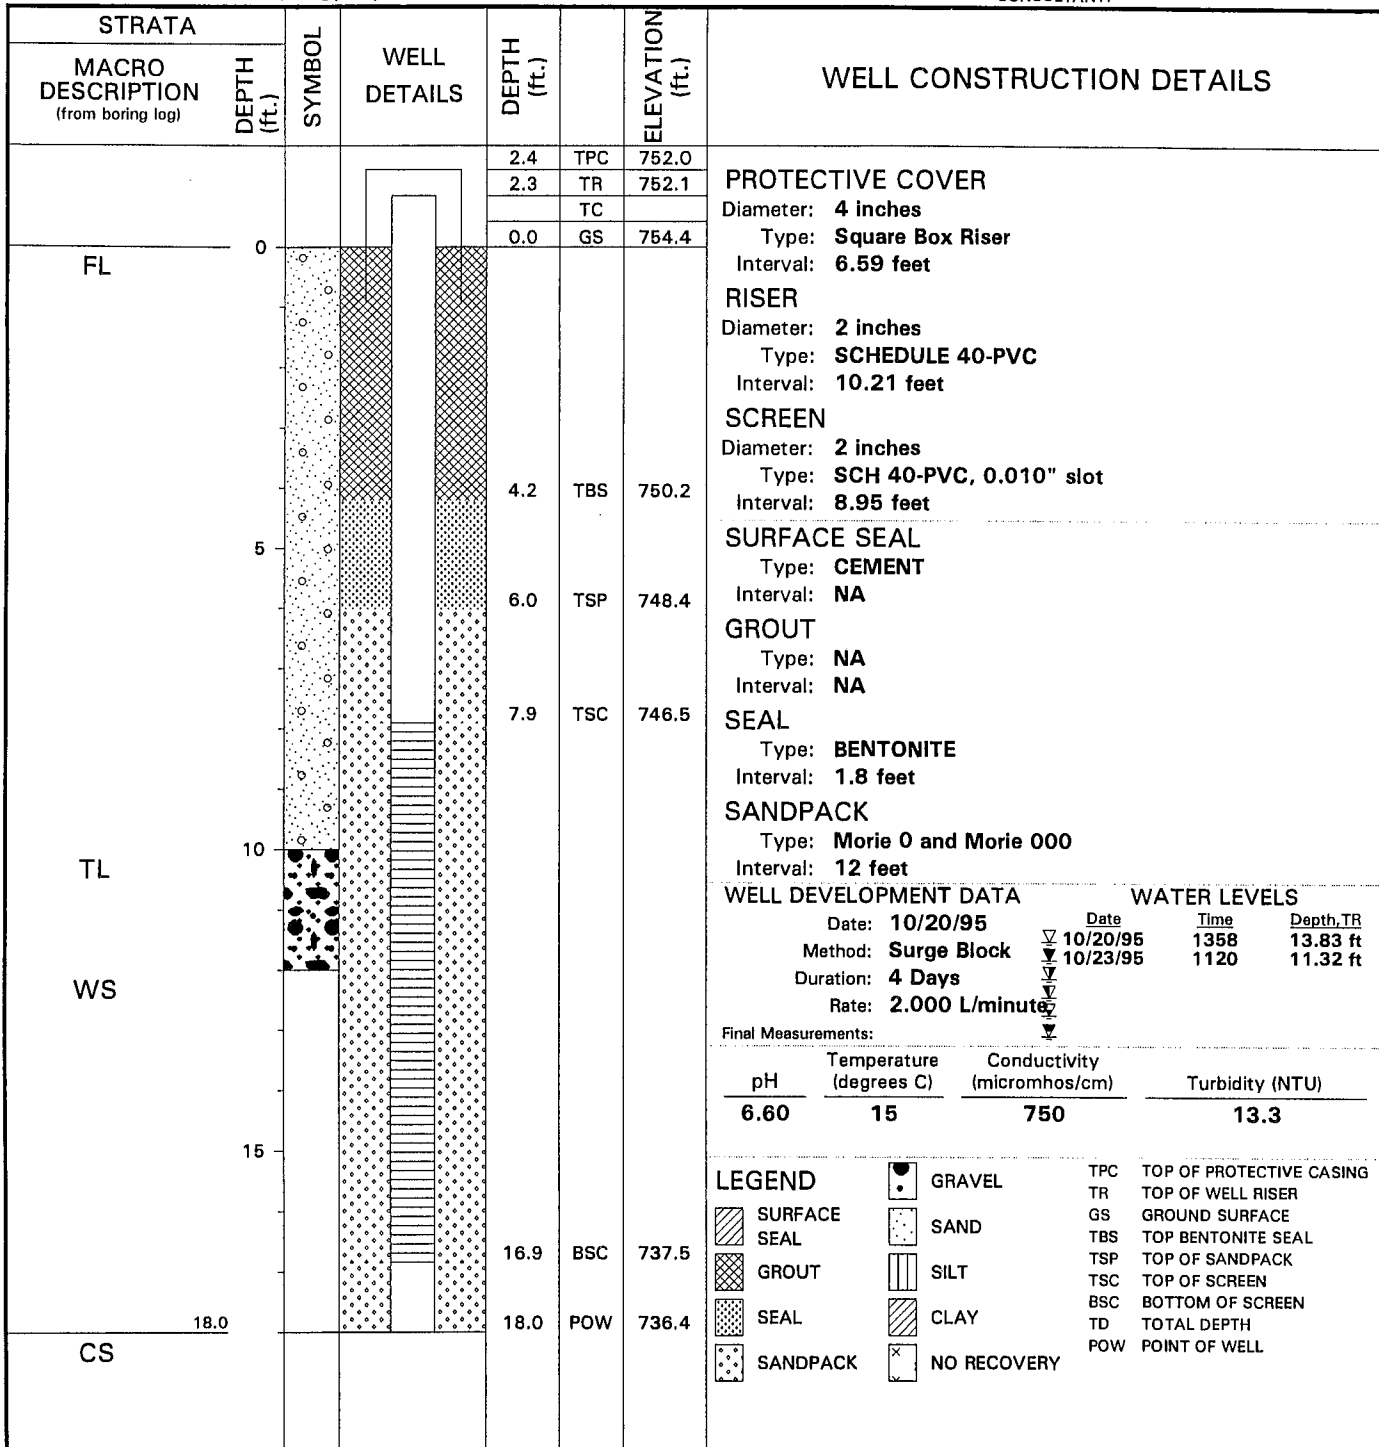 STRATA
MACRO
DESCRIPTION
(from boring log)
DEPTH
(ft.)
SYMBOL
WELL
DETAILS
DEPTH
(ft.)
ELEVATION
(ft.)
WELL CONSTRUCTION DETAILS
2.4 TPC 752.0
2.3 TR 752.1
TC
0.0 GS 754.4
0
FL
4.2 TBS 750.2
5
6.0 TSP 748.4
7.9 TSC 746.5
10
TL
WS
15
16.9 BSC 737.5
18.0
18.0 POW 736.4
CS
PROTECTIVE COVER
Diameter: 4 inches
Type: Square Box Riser
Interval: 6.59 feet
RISER
Diameter: 2 inches
Type: SCHEDULE 40-PVC
Interval: 10.21 feet
SCREEN
Diameter: 2 inches
Type: SCH 40-PVC, 0.010" slot
Interval: 8.95 feet
SURFACE SEAL
Type: CEMENT
Interval: NA
GROUT
Type: NA
Interval: NA
SEAL
Type: BENTONITE
Interval: 1.8 feet
SANDPACK
Type: Morie 0 and Morie 000
Interval: 12 feet
WELL DEVELOPMENT DATA
Date: 10/20/95
Method: Surge Block
Duration: 4 Days
Rate: 2.000 L/minute
Final Measurements:
WATER LEVELS
Date Time Depth,TR
10/20/95 1358 13.83 ft
10/23/95 1120 11.32 ft
pH Temperature (degrees C) Conductivity (micromhos/cm) Turbidity (NTU)
6.60 15 750 13.3
LEGEND
SURFACE
SEAL
GROUT
SEAL
SANDPACK
GRAVEL
SAND
SILT
CLAY
NO RECOVERY
TPC TOP OF PROTECTIVE CASING
TR TOP OF WELL RISER
GS GROUND SURFACE
TBS TOP BENTONITE SEAL
TSP TOP OF SANDPACK
TSC TOP OF SCREEN
BSC BOTTOM OF SCREEN
TD TOTAL DEPTH
POW POINT OF WELL